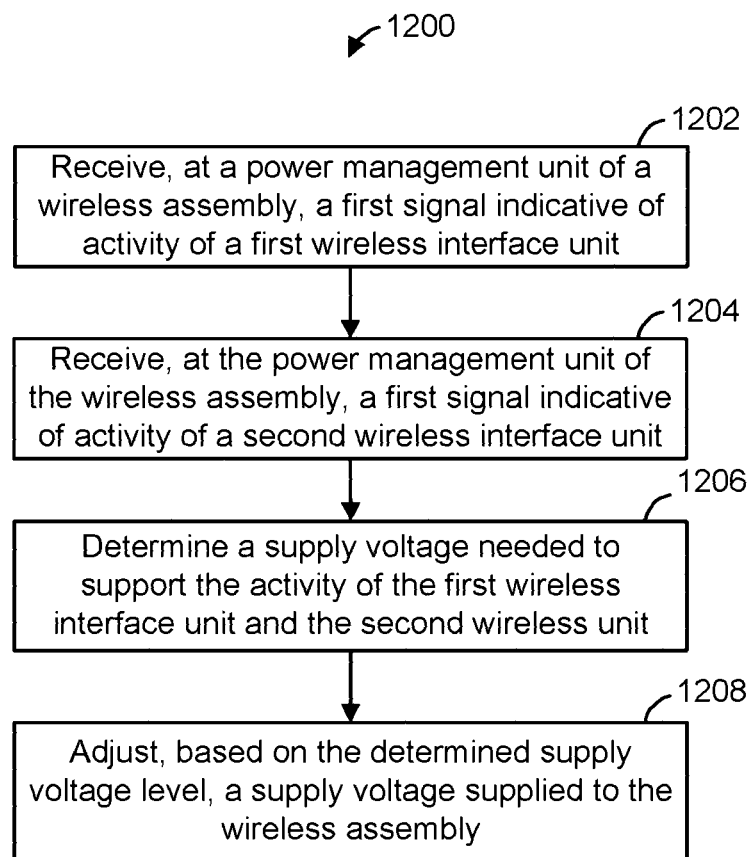 1200
1202
Receive, at a power management unit of a
wireless assembly, a first signal indicative of
activity of a first wireless interface unit
1204
Receive, at the power management unit of
the wireless assembly, a first signal indicative
of activity of a second wireless interface unit
1206
Determine a supply voltage needed to
support the activity of the first wireless
interface unit and the second wireless unit
1208
Adjust, based on the determined supply
voltage level, a supply voltage supplied to the
wireless assembly